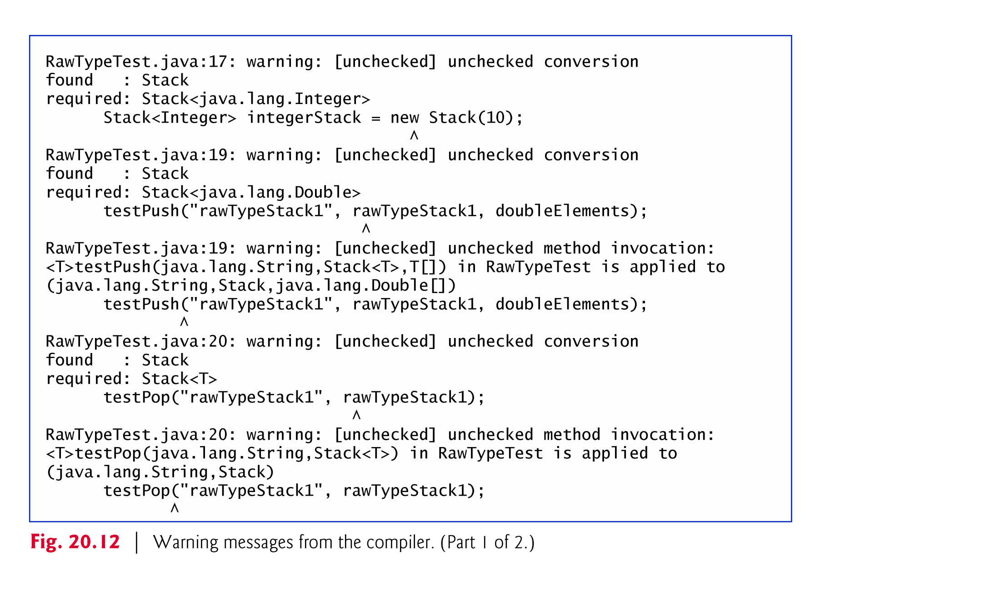 RawTypeTest.java:17: warning: [unchecked] unchecked conversion
found   : Stack
required: Stack<java.lang.Integer>
      Stack<Integer> integerStack = new Stack(10);
                                      ^
RawTypeTest.java:19: warning: [unchecked] unchecked conversion
found   : Stack
required: Stack<java.lang.Double>
      testPush("rawTypeStack1", rawTypeStack1, doubleElements);
                                 ^
RawTypeTest.java:19: warning: [unchecked] unchecked method invocation:
<T>testPush(java.lang.String,Stack<T>,T[]) in RawTypeTest is applied to
(java.lang.String,Stack,java.lang.Double[])
      testPush("rawTypeStack1", rawTypeStack1, doubleElements);
              ^
RawTypeTest.java:20: warning: [unchecked] unchecked conversion
found   : Stack
required: Stack<T>
      testPop("rawTypeStack1", rawTypeStack1);
                                ^
RawTypeTest.java:20: warning: [unchecked] unchecked method invocation:
<T>testPop(java.lang.String,Stack<T>) in RawTypeTest is applied to
(java.lang.String,Stack)
      testPop("rawTypeStack1", rawTypeStack1);
             ^
Fig. 20.12 | Warning messages from the compiler. (Part 1 of 2.)